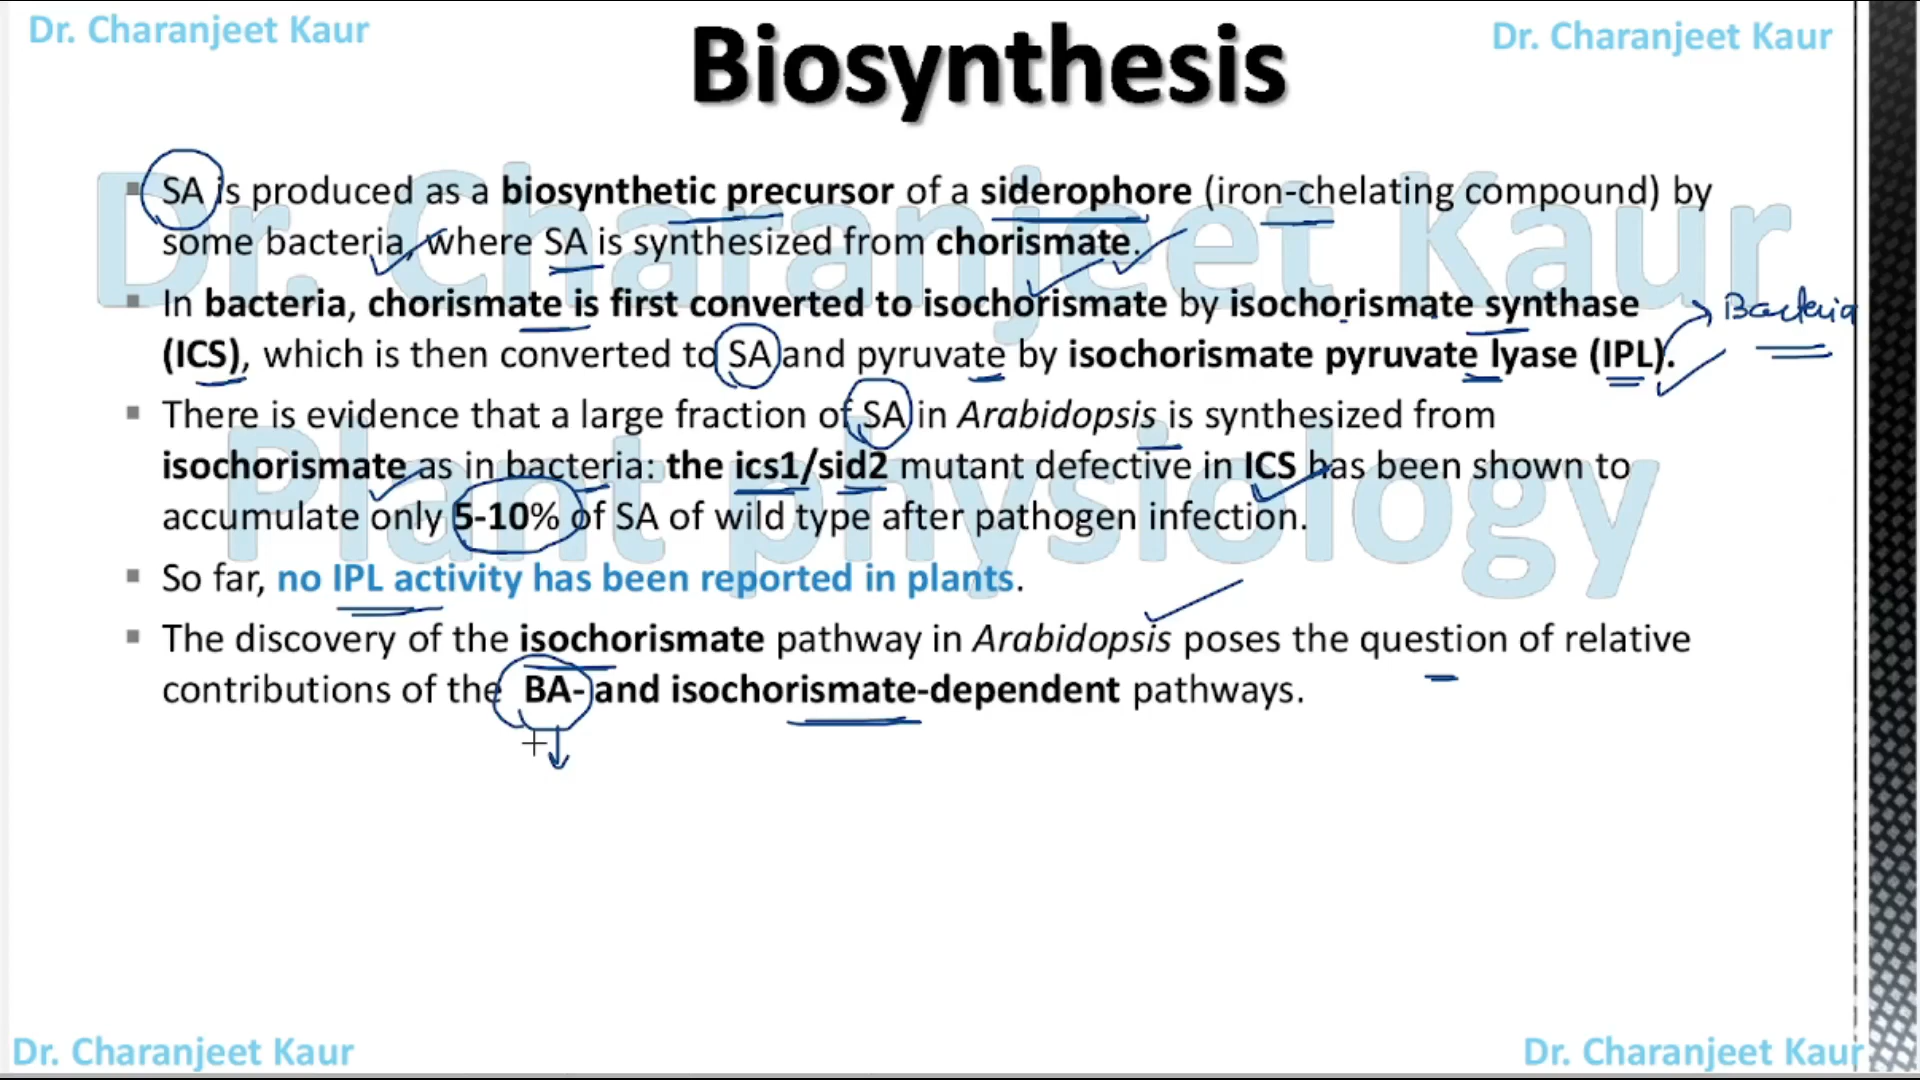 Dr. Charanjeet Kaur
Biosynthesis
Dr. Charanjeet Kaur
Dr. Charanjeet Kaur
Plant physiology
SA is produced as a biosynthetic precursor of a siderophore (iron-chelating compound) by
some bacteria, where SA is synthesized from chorismate.
In bacteria, chorismate is first converted to isochorismate by isochorismate synthase
Bacteria
(ICS), which is then converted to SA and pyruvate by isochorismate pyruvate lyase (IPL).
There is evidence that a large fraction of SA in Arabidopsis is synthesized from
isochorismate as in bacteria: the ics1/sid2 mutant defective in ICS has been shown to
accumulate only 5-10% of SA of wild type after pathogen infection.
So far, no IPL activity has been reported in plants.
The discovery of the isochorismate pathway in Arabidopsis poses the question of relative
contributions of the BA- and isochorismate-dependent pathways.
Dr. Charanjeet Kaur
Dr. Charanjeet Kaur